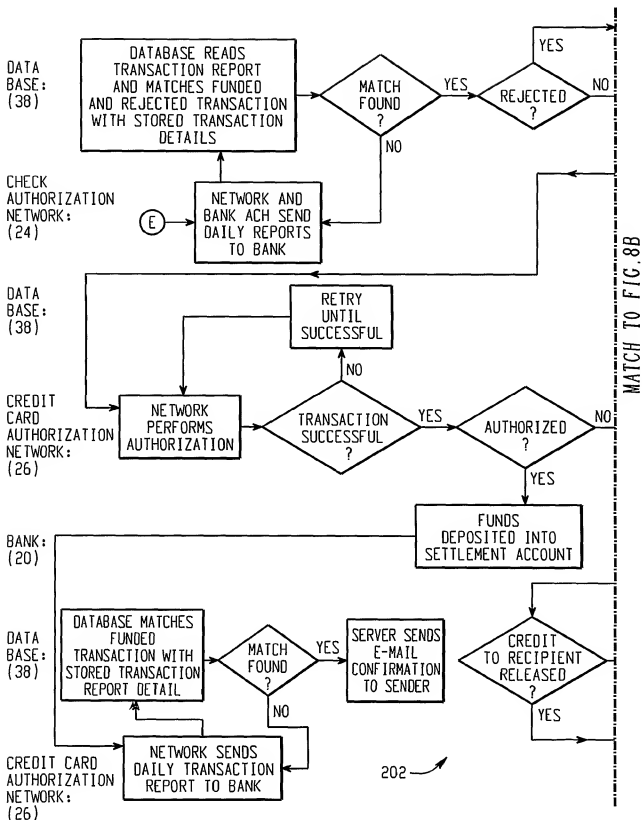 DATA
BASE:
(38)
DATABASE READS
TRANSACTION REPORT
AND MATCHES FUNDED
AND REJECTED TRANSACTION
WITH STORED TRANSACTION
DETAILS
MATCH
FOUND
?
YES
NO
REJECTED
?
YES
NO
CHECK
AUTHORIZATION
NETWORK:
(24)
E
NETWORK AND
BANK ACH SEND
DAILY REPORTS
TO BANK
DATA
BASE:
(38)
RETRY
UNTIL
SUCCESSFUL
NO
CREDIT
CARD
AUTHORIZATION
NETWORK:
(26)
NETWORK
PERFORMS
AUTHORIZATION
TRANSACTION
SUCCESSFUL
?
YES
AUTHORIZED
?
NO
YES
BANK:
(20)
FUNDS
DEPOSITED INTO
SETTLEMENT ACCOUNT
DATA
BASE:
(38)
DATABASE MATCHES
FUNDED
TRANSACTION WITH
STORED TRANSACTION
REPORT DETAIL
MATCH
FOUND
?
YES
NO
SERVER SENDS
E-MAIL
CONFIRMATION
TO SENDER
CREDIT
TO RECIPIENT
RELEASED
?
YES
CREDIT CARD
AUTHORIZATION
NETWORK:
(26)
NETWORK SENDS
DAILY TRANSACTION
REPORT TO BANK
202
MATCH TO FIG.8B